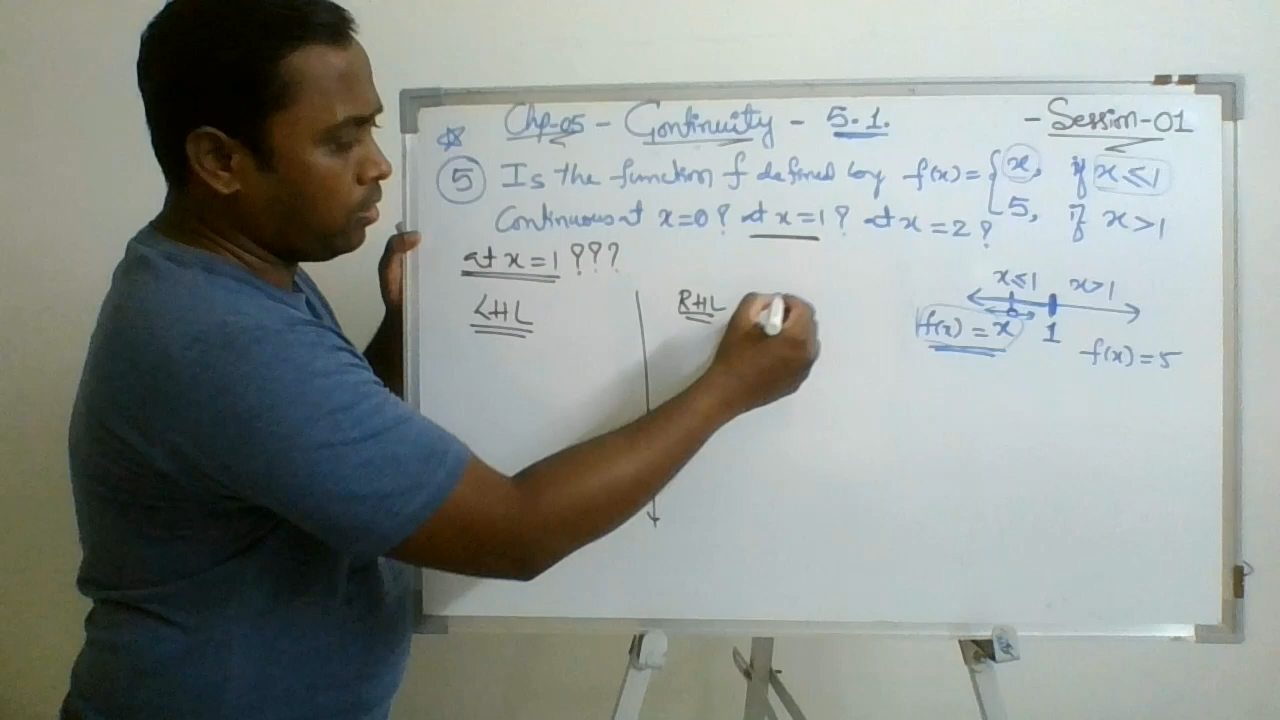 Chp-05 - Continuity - 5.1. - Session-01
5 Is the function f defined by f(x) = { x, if x ≤ 1
5, if x > 1
Continuous at x = 0? at x = 1? at x = 2?
at x = 1 ???
LHL RHL
x ≤ 1 x > 1
f(x) = x 1
f(x) = 5